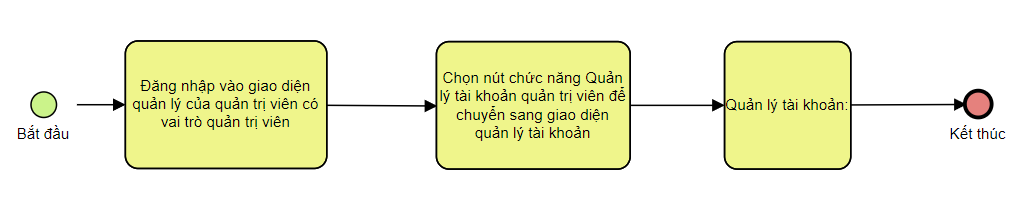 Bắt đầu
Đăng nhập vào giao diện
quản lý của quản trị viên có
vai trò quản trị viên
Chọn nút chức năng Quản
lý tài khoản quản trị viên để
chuyển sang giao diện
quản lý tài khoản
Quản lý tài khoản:
Kết thúc